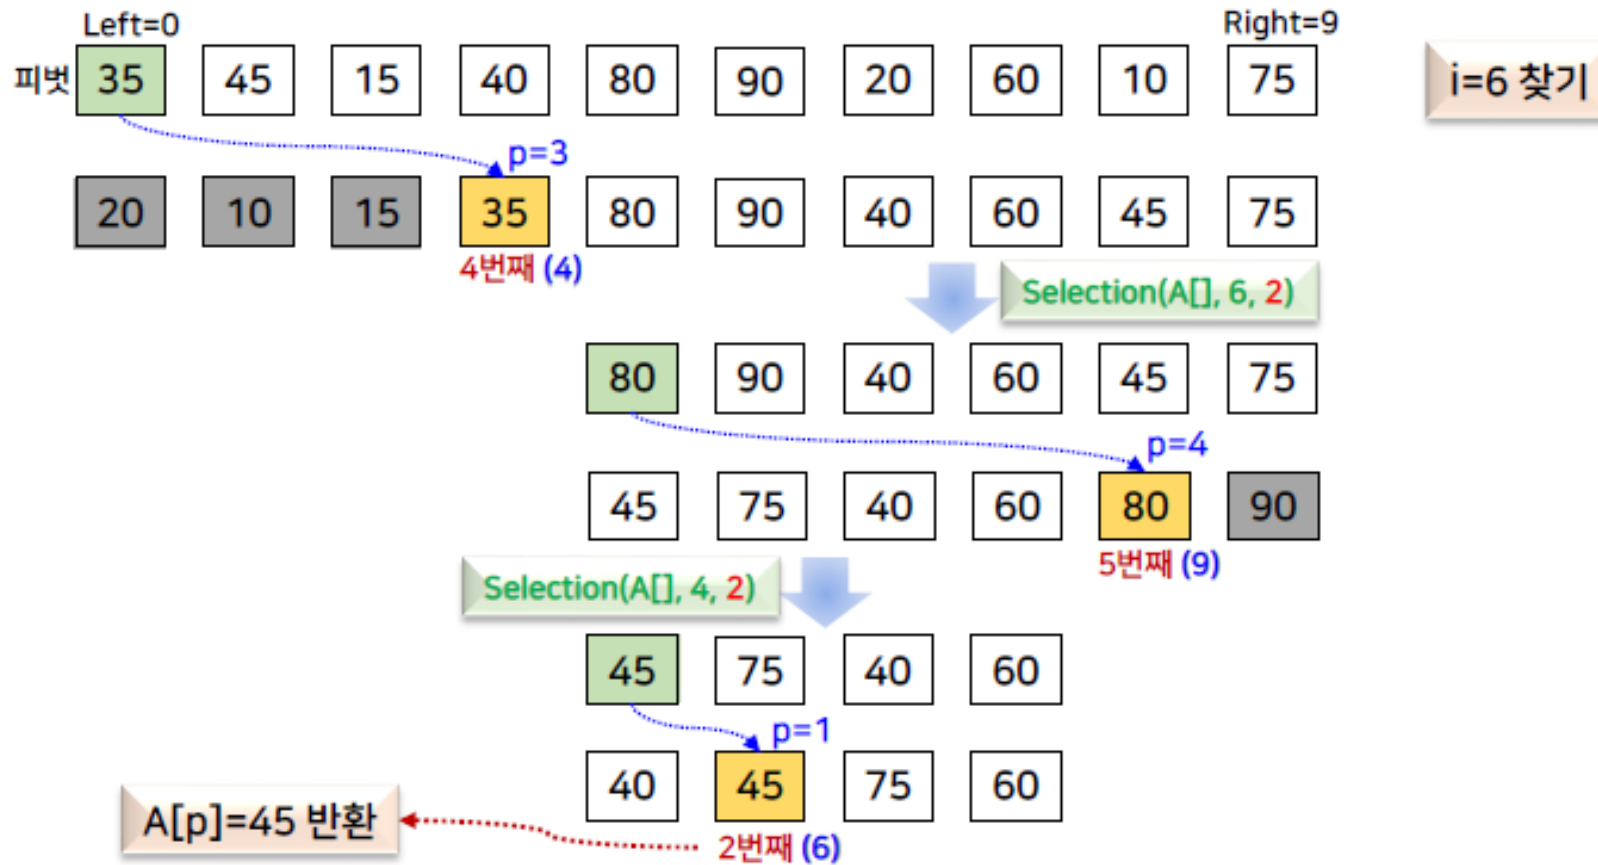 Left=0 Right=9
피벗 35 45 15 40 80 90 20 60 10 75 i=6 찾기
p=3
20 10 15 35 80 90 40 60 45 75
4번째 (4)
Selection(A[], 6, 2)
80 90 40 60 45 75
p=4
45 75 40 60 80 90
5번째 (9)
Selection(A[], 4, 2)
45 75 40 60
p=1
40 45 75 60
A[p]=45 반환
2번째 (6)